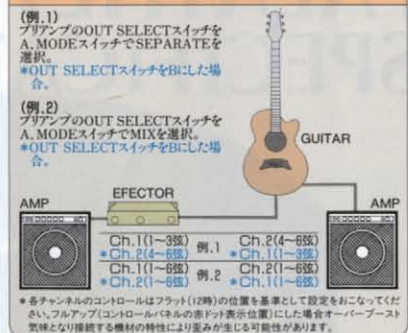 (例.1)
プリアンプのOUT SELECTスイッチを
A、MODEスイッチでSEPARATEを
選択。
*OUT SELECTスイッチをBにした場
合。
(例.2)
プリアンプのOUT SELECTスイッチを
A、MODEスイッチでMIXを選択。
*OUT SELECTスイッチをBにした場
合。
GUITAR
EFECTOR
AMP
AMP
Ch.1(1~3弦) 例.1 Ch.2(4~6弦)
*Ch.2(4~6弦) *Ch.1(1~3弦)
Ch.1(1~6弦) 例.2 Ch.2(1~6弦)
*Ch.2(1~6弦) *Ch.1(1~6弦)
*各チャンネルのコントロールはフラット(12時)の位置を基準として設定をおこなってくだ
さい。フルアップ(コントロールパネルの赤ドット表示位置)にした場合オーバーブースト
気味となり接続する機材の特性により歪みが生じる可能性があります。